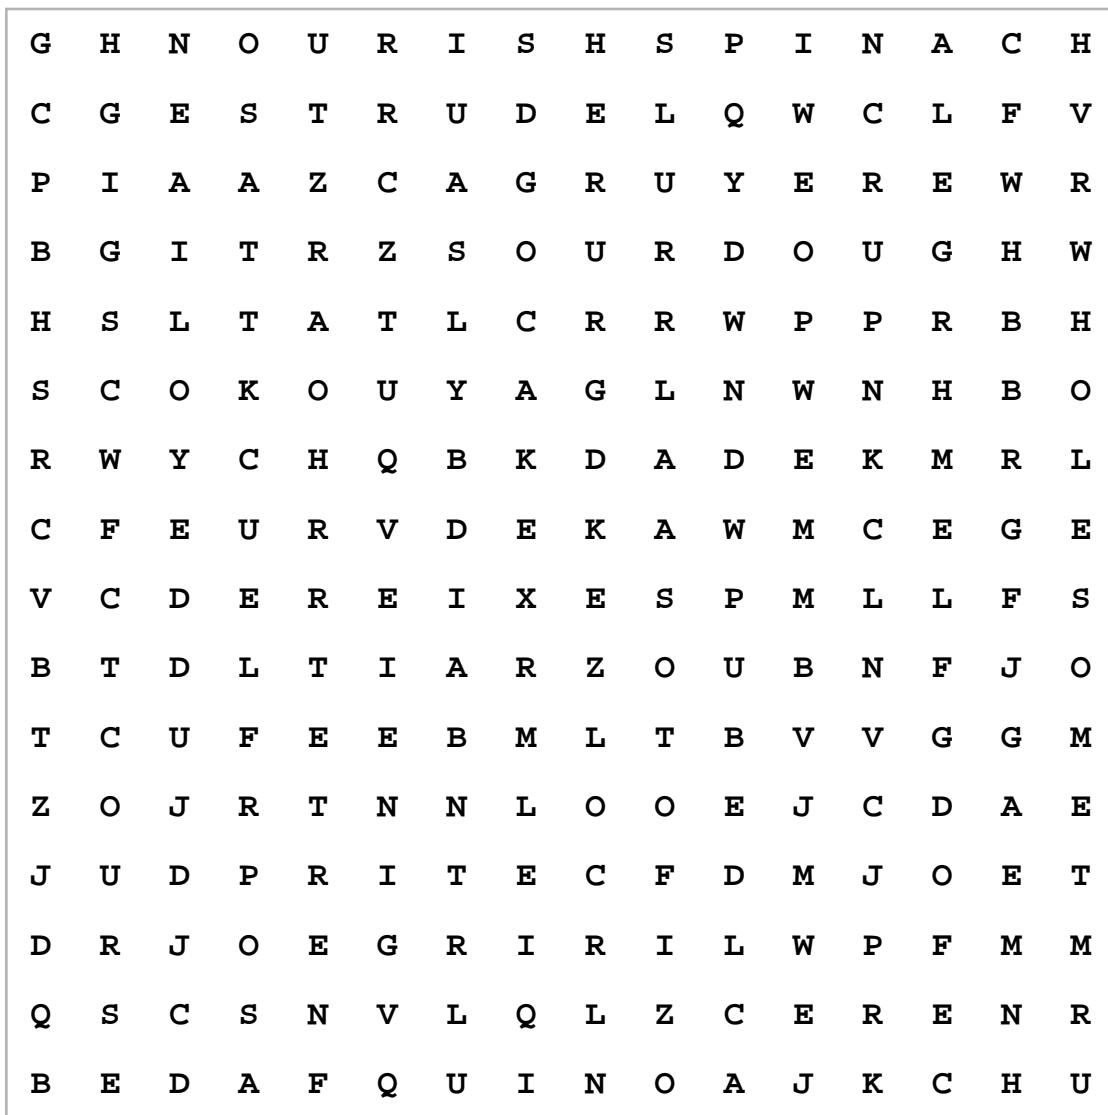 G H N O U R I S H S P I N A C H
C G E S T R U D E L Q W C L F V
P I A A Z C A G R U Y E R E W R
B G I T R Z S O U R D O U G H W
H S L T A T L C R R W P P R B H
S C O K O U Y A G L N W N H B O
R W Y C H Q B K D A D E K M R L
C F E U R V D E K A W M C E G E
V C D E R E I X E S P M L L F S
B T D L T I A R Z O U B N F J O
T C U F E E B M L T B V V G G M
Z O J R T N N L O O E J C D A E
J U D P R I T E C F D M J O E T
D R J O E G R I R I L W P F M M
Q S C S N V L Q L Z C E R E N R
B E D A F Q U I N O A J K C H U